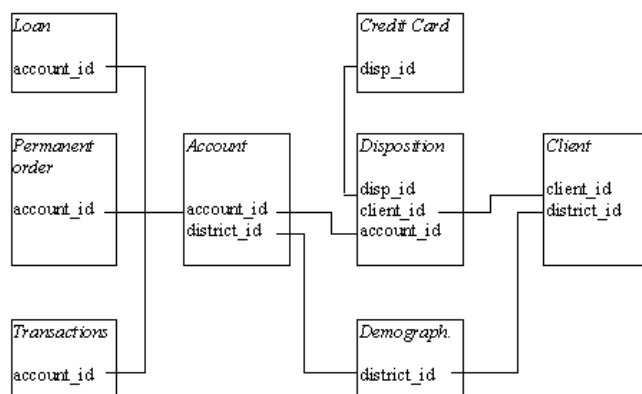 Loan
account_id
Credit Card
disp_id
Permanent
order
account_id
Account
account_id
district_id
Disposition
disp_id
client_id
account_id
Client
client_id
district_id
Transactions
account_id
Demograph.
district_id